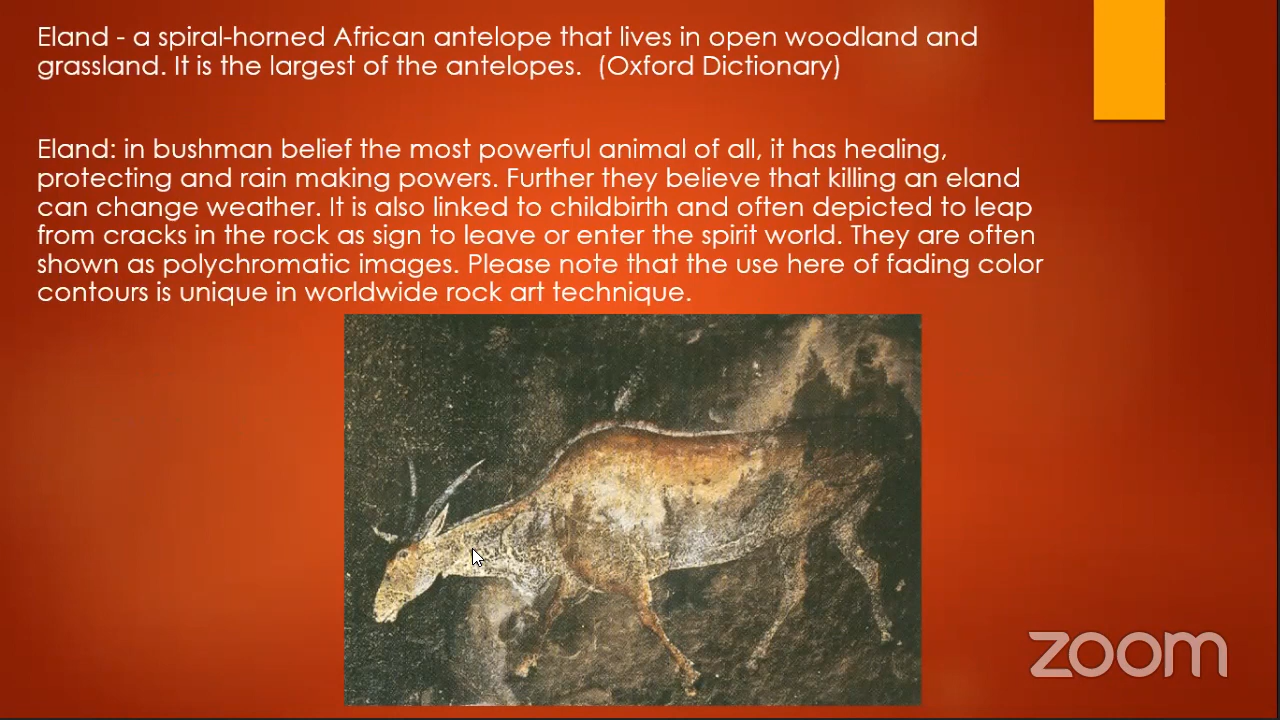 Eland - a spiral-horned African antelope that lives in open woodland and
grassland. It is the largest of the antelopes.  (Oxford Dictionary)
Eland: in bushman belief the most powerful animal of all, it has healing,
protecting and rain making powers. Further they believe that killing an eland
can change weather. It is also linked to childbirth and often depicted to leap
from cracks in the rock as sign to leave or enter the spirit world. They are often
shown as polychromatic images. Please note that the use here of fading color
contours is unique in worldwide rock art technique.
zoom